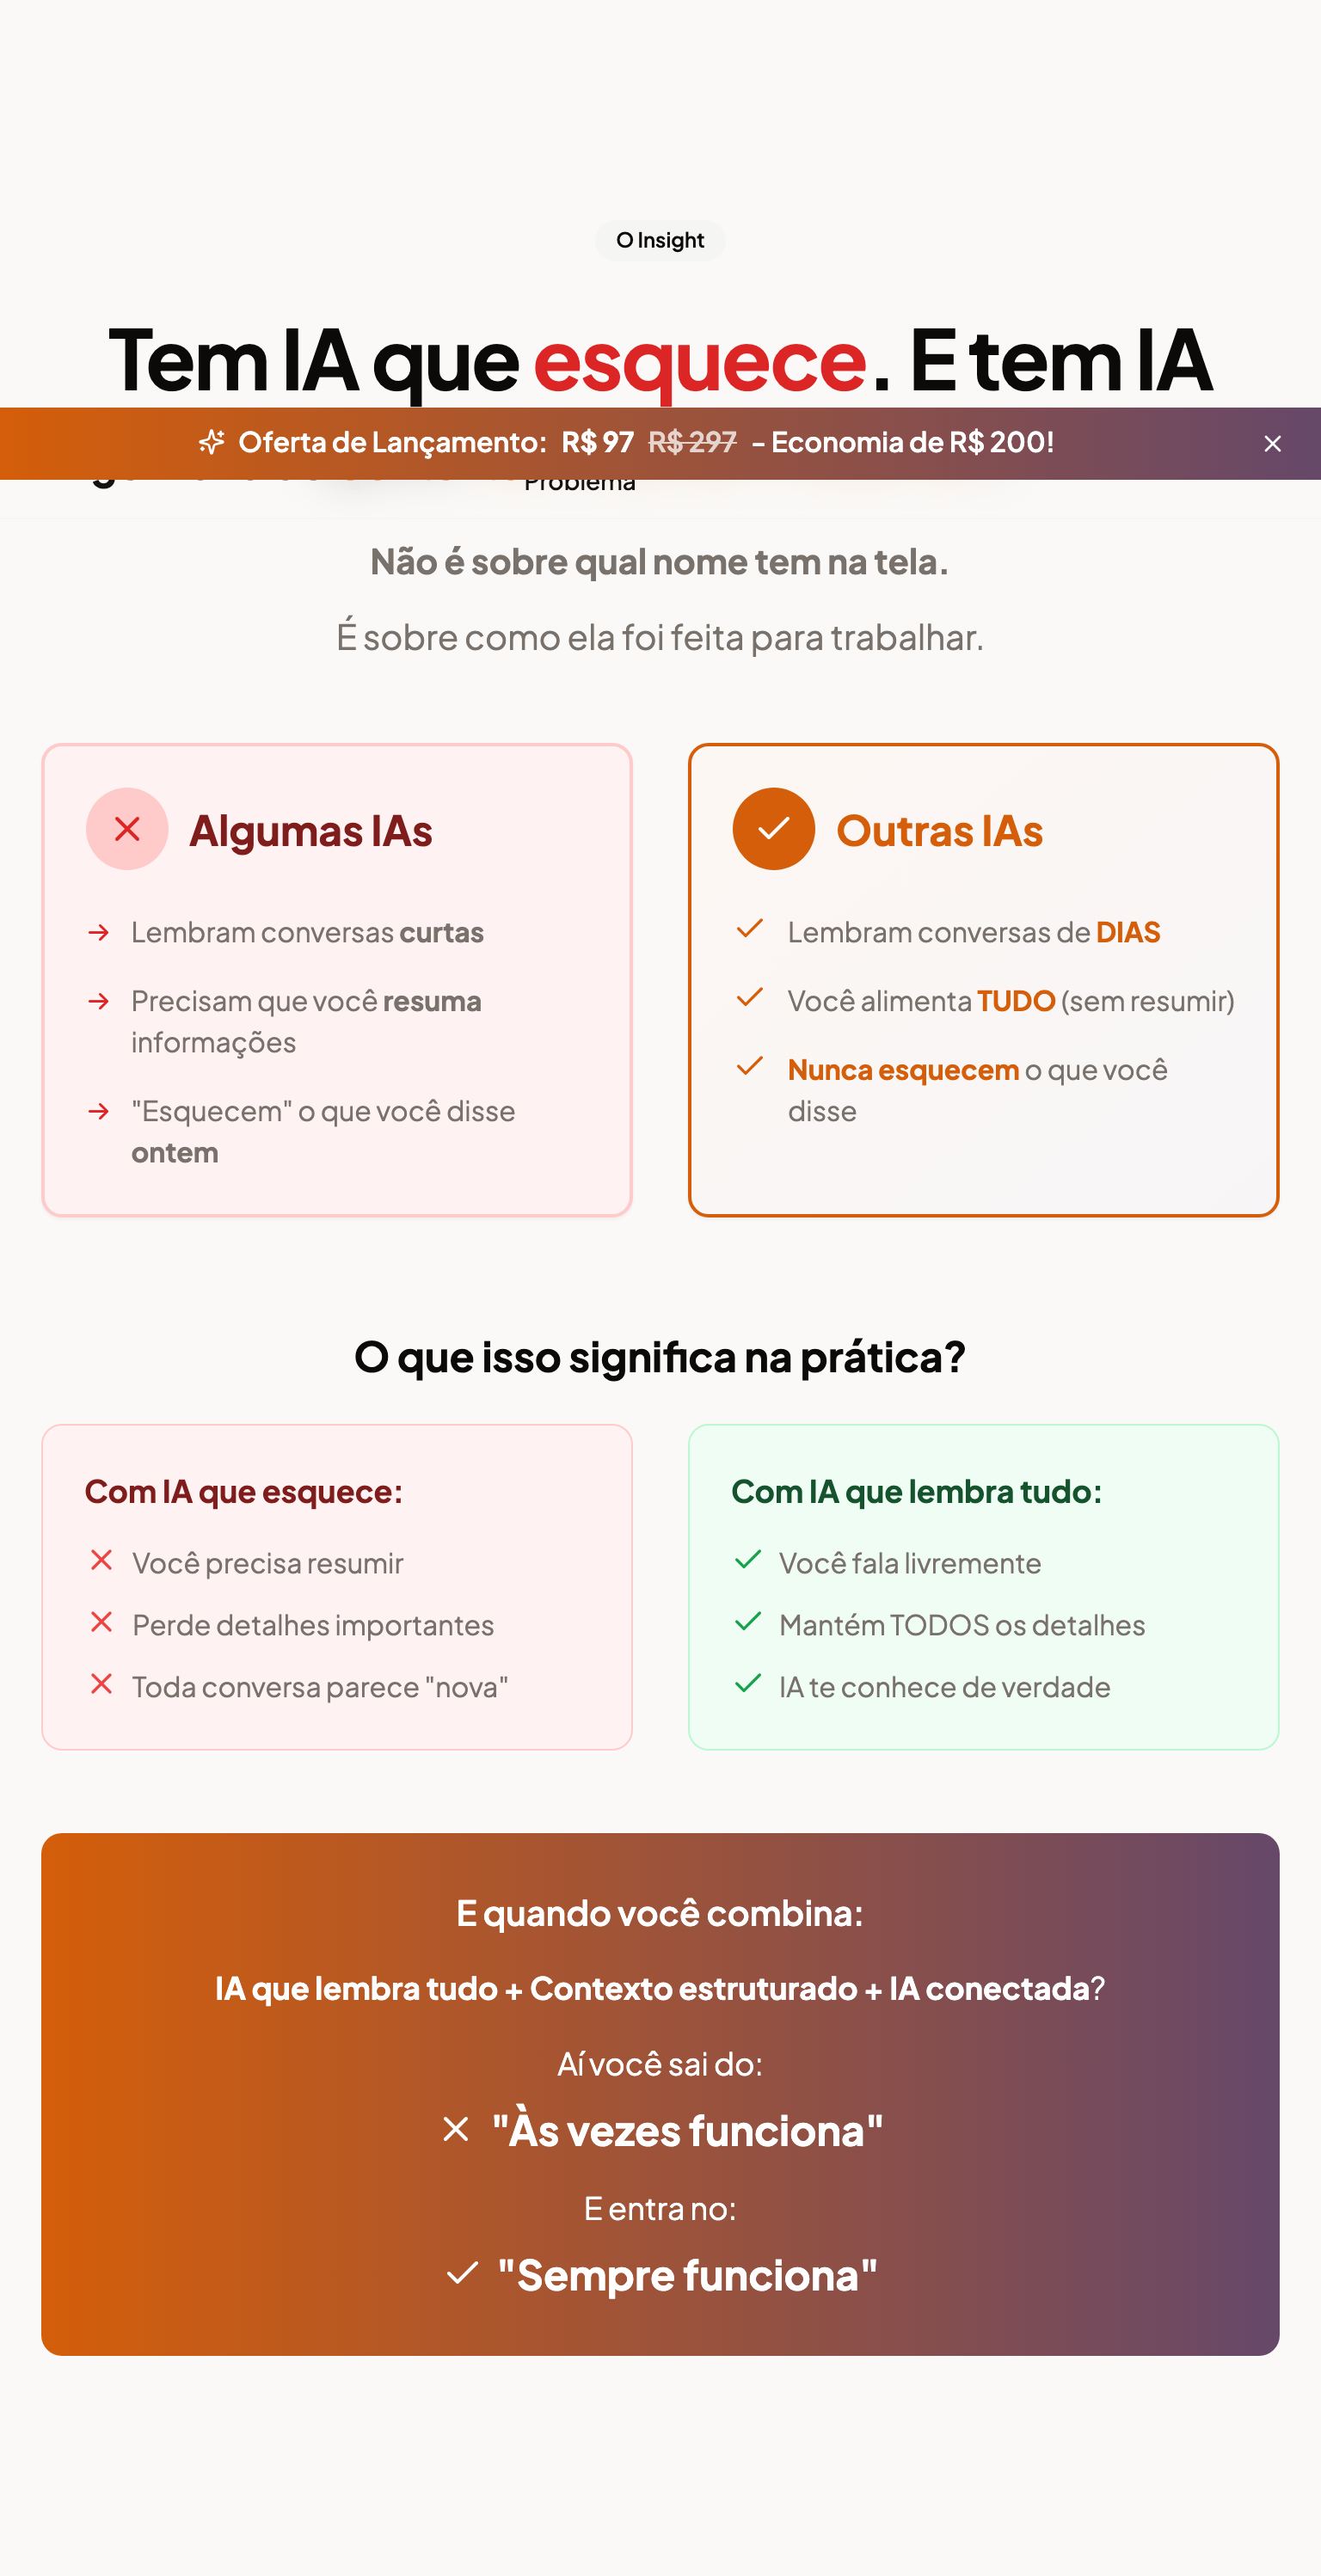 O Insight
Tem IA que esquece. E tem IA
Oferta de Lançamento: R$ 97 R$ 297 - Economia de R$ 200!
Problema
Não é sobre qual nome tem na tela.
É sobre como ela foi feita para trabalhar.
Algumas IAs
Lembram conversas curtas
Precisam que você resuma
informações
"Esquecem" o que você disse
ontem
Outras IAs
Lembram conversas de DIAS
Você alimenta TUDO (sem resumir)
Nunca esquecem o que você
disse
O que isso significa na prática?
Com IA que esquece:
Você precisa resumir
Perde detalhes importantes
Toda conversa parece "nova"
Com IA que lembra tudo:
Você fala livremente
Mantém TODOS os detalhes
IA te conhece de verdade
E quando você combina:
IA que lembra tudo + Contexto estruturado + IA conectada?
Aí você sai do:
"Às vezes funciona"
E entra no:
"Sempre funciona"